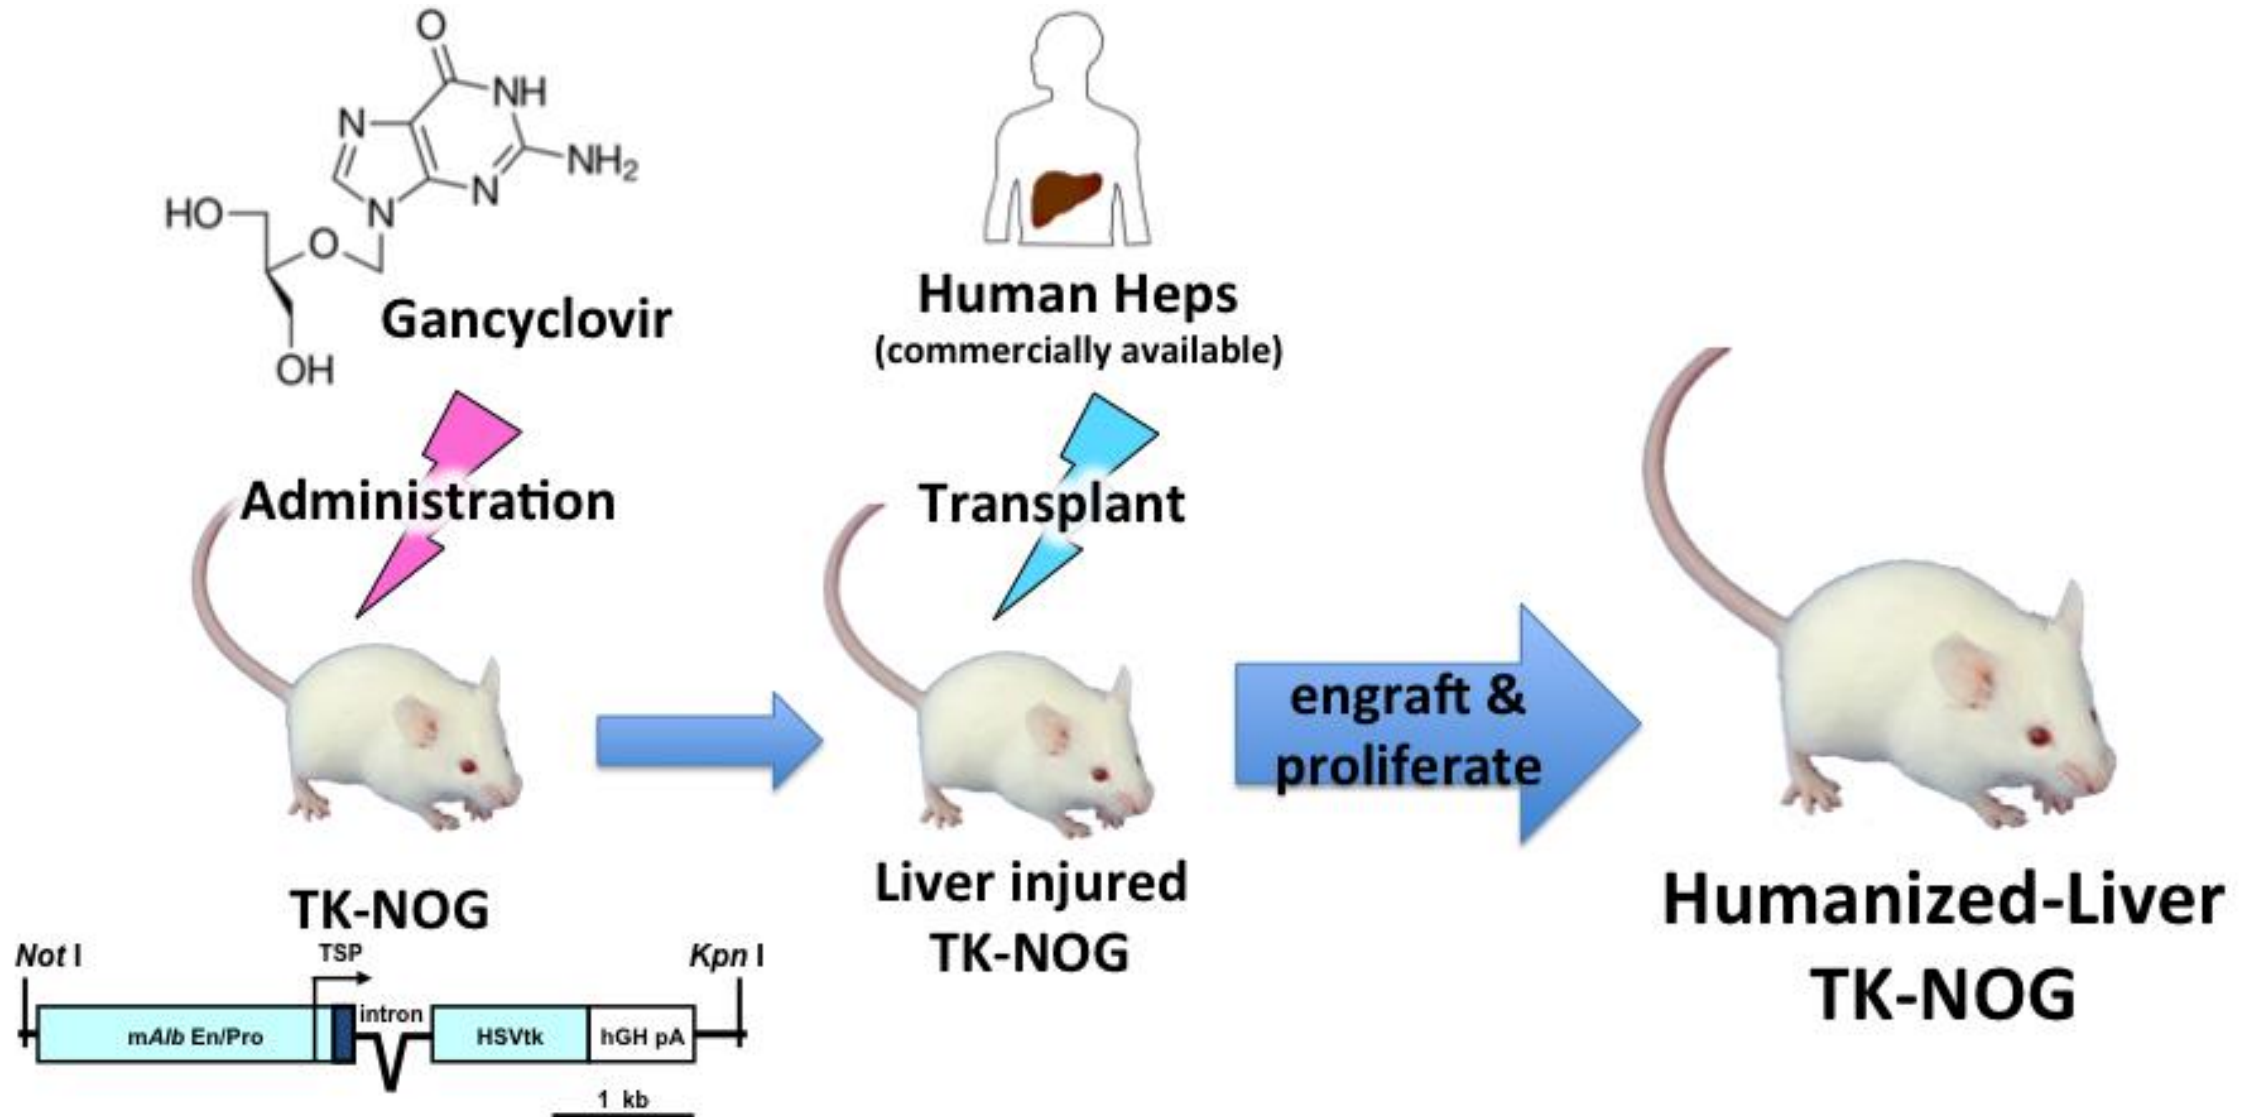 O
N
NH
N
N
NH₂
HO
O
OH
Gancyclovir
Administration
TK-NOG
Not I
TSP
Kpn I
intron
mAlb En/Pro
HSVtk
hGH pA
1 kb
Human Heps
(commercially available)
Transplant
Liver injured
TK-NOG
engraft &
proliferate
Humanized-Liver
TK-NOG